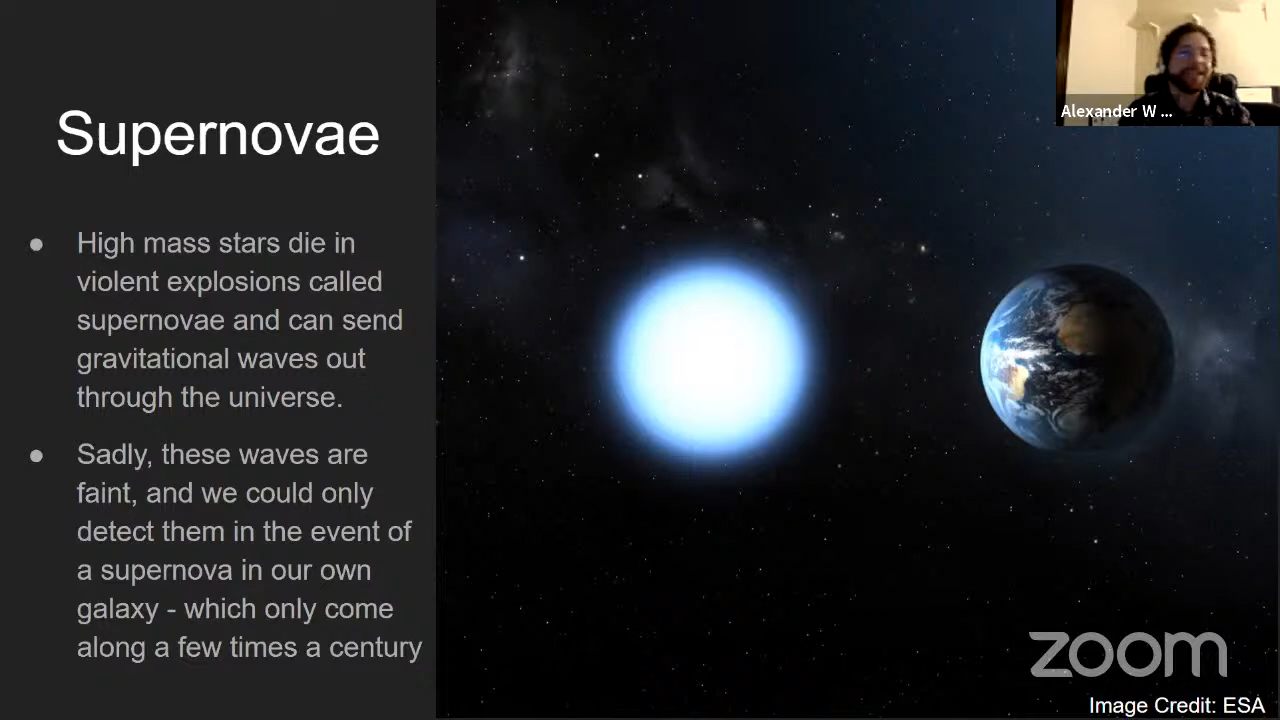 Supernovae
● High mass stars die in
violent explosions called
supernovae and can send
gravitational waves out
through the universe.
● Sadly, these waves are
faint, and we could only
detect them in the event of
a supernova in our own
galaxy - which only come
along a few times a century
Alexander W ...
zoom
Image Credit: ESA